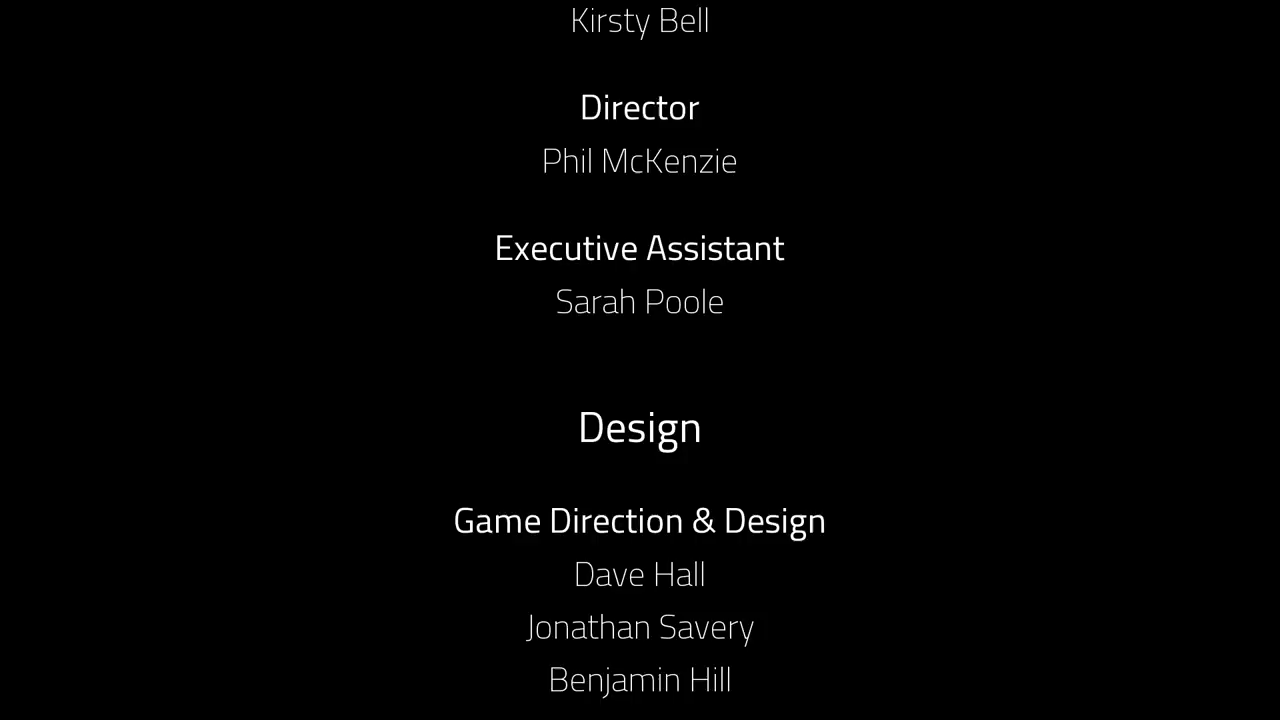 Kirsty Bell
Director
Phil McKenzie
Executive Assistant
Sarah Poole
Design
Game Direction & Design
Dave Hall
Jonathan Savery
Benjamin Hill